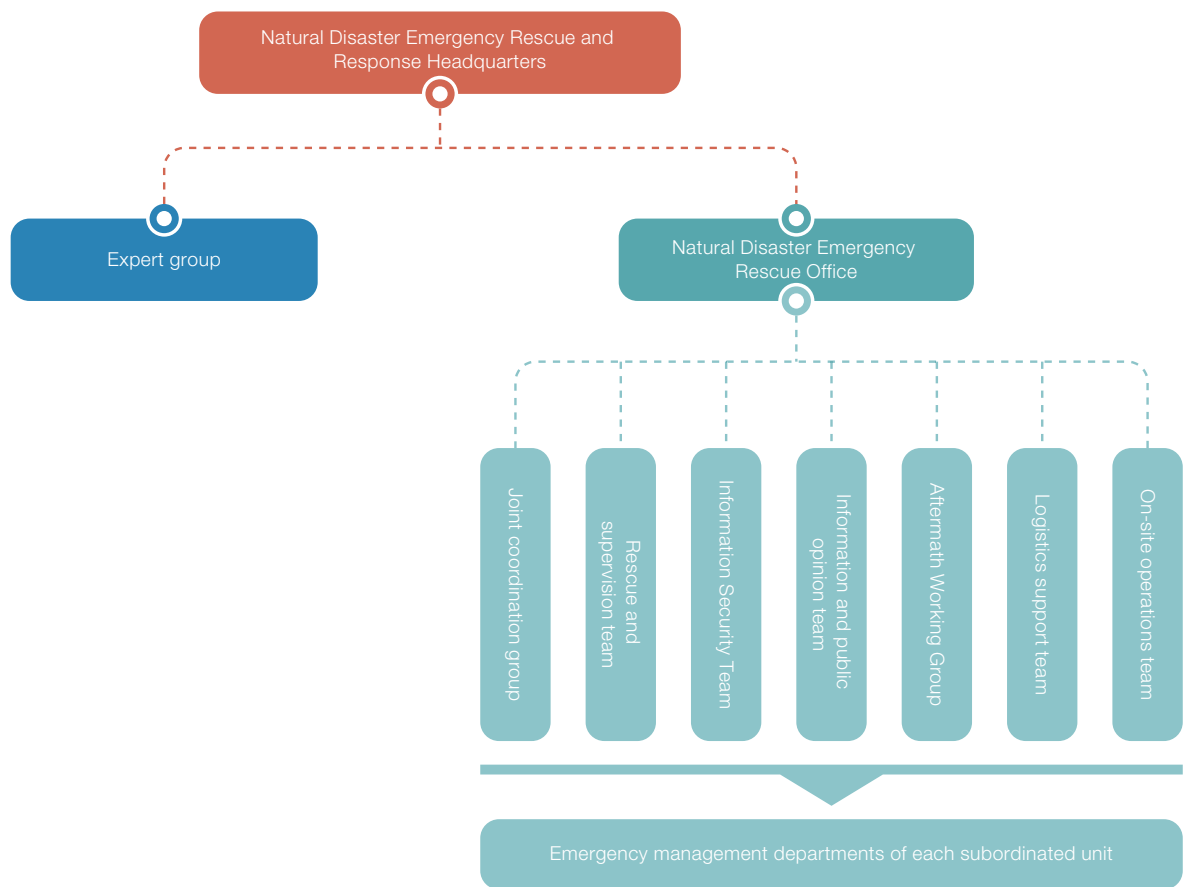 Natural Disaster Emergency Rescue and
Response Headquarters
Expert group
Natural Disaster Emergency
Rescue Office
Joint coordination group
Rescue and
supervision team
Information Security Team
Information and public
opinion team
Aftermath Working Group
Logistics support team
On-site operations team
Emergency management departments of each subordinated unit